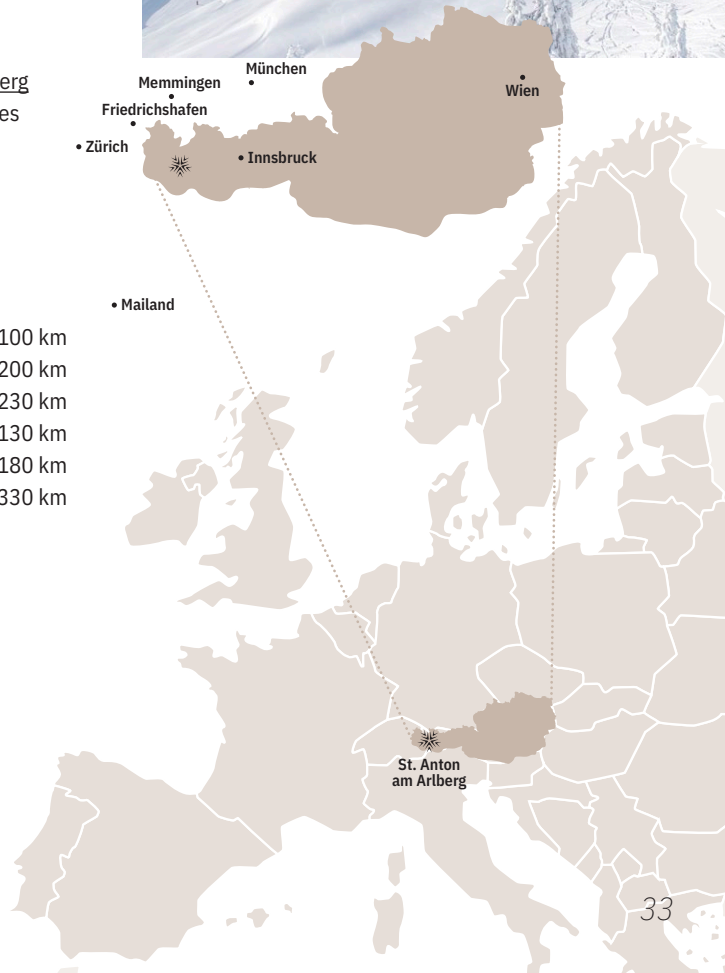 erg
es
München
Memmingen
Friedrichshafen
Zürich
Innsbruck
Wien
Mailand
100 km
200 km
230 km
130 km
180 km
330 km
St. Anton
am Arlberg
33